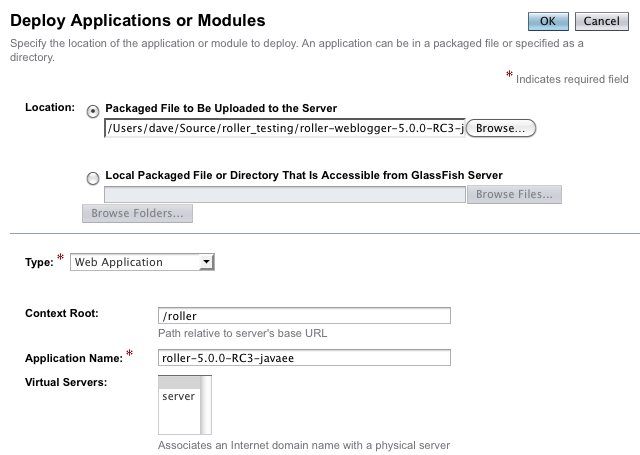 Deploy Applications or Modules
OK
Cancel
Specify the location of the application or module to deploy. An application can be in a packaged file or specified as a
directory.
* Indicates required field
Location:
Packaged File to Be Uploaded to the Server
/Users/dave/Source/roller_testing/roller-weblogger-5.0.0-RC3-j
Browse...
Local Packaged File or Directory That Is Accessible from GlassFish Server
Browse Files...
Browse Folders...
Type: *
Web Application
Context Root:
/roller
Path relative to server's base URL
Application Name: *
roller-5.0.0-RC3-javaee
Virtual Servers:
server
Associates an Internet domain name with a physical server